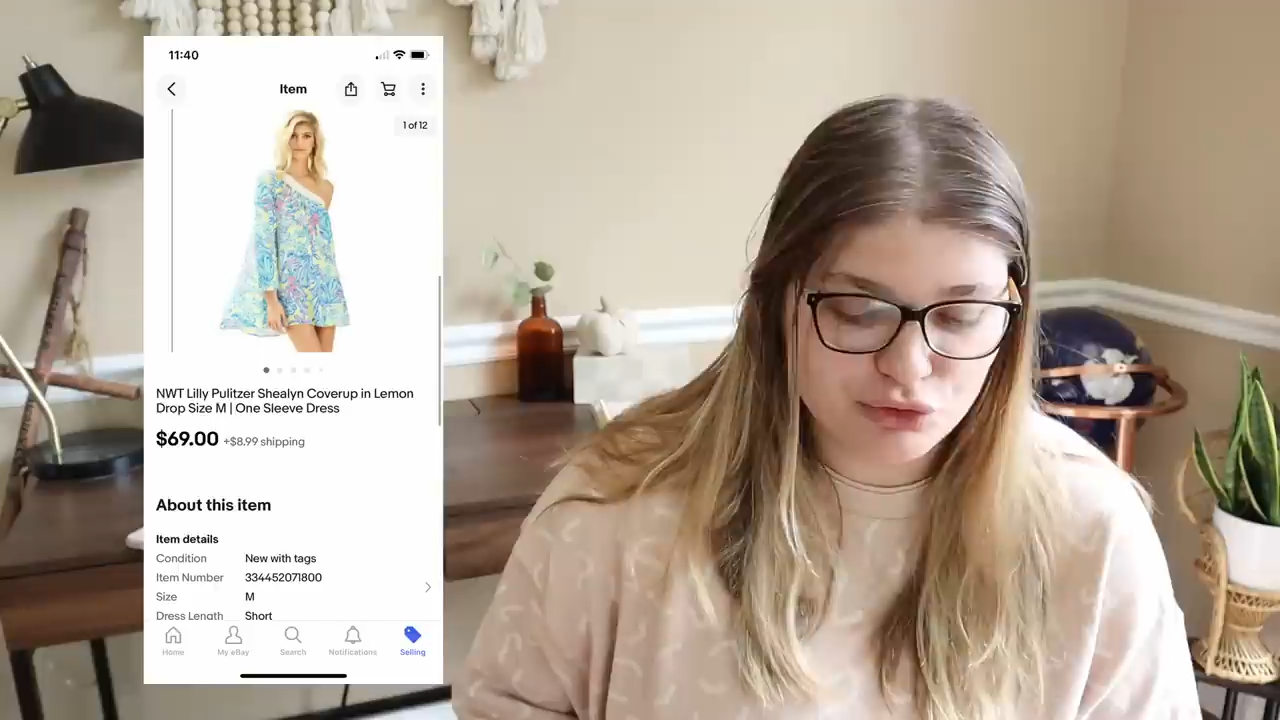 11:40
Item
1 of 12
NWT Lilly Pulitzer Shealyn Coverup in Lemon
Drop Size M | One Sleeve Dress
$69.00 +$8.99 shipping
About this item
Item details
Condition New with tags
Item Number 334452071800
Size M
Dress Length Short
Home My eBay Search Notifications Selling